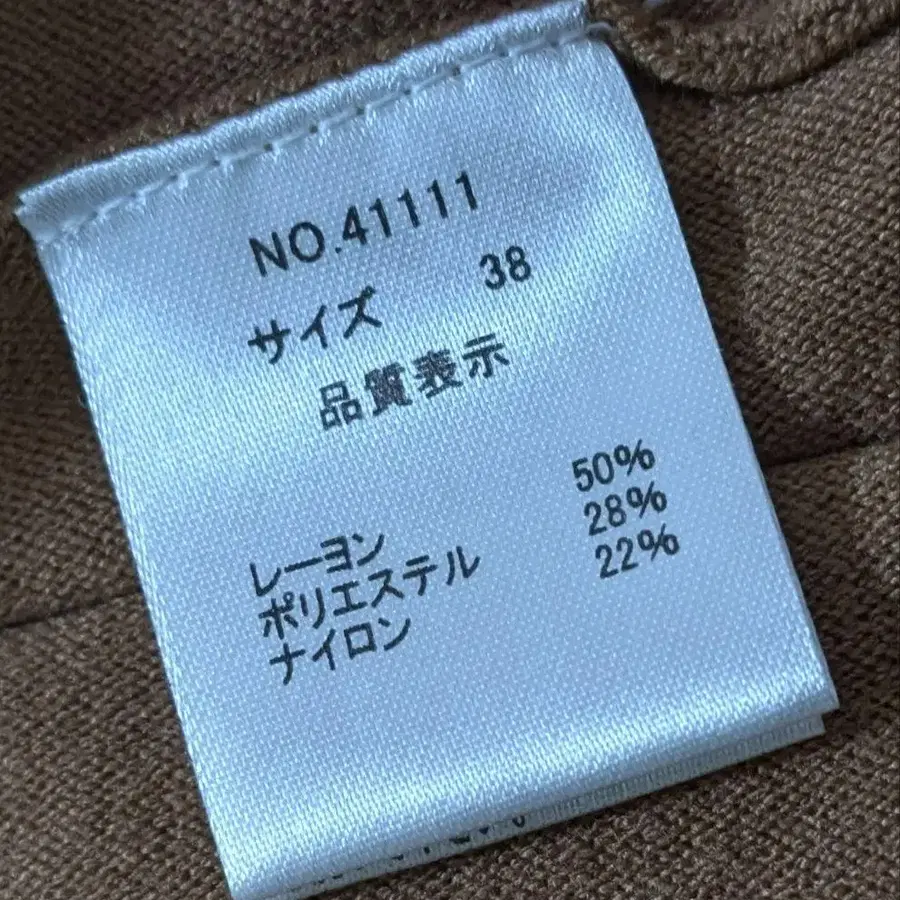 NO.41111
サイズ 38
品質表示
レーヨン 50%
ポリエステル 28%
ナイロン 22%